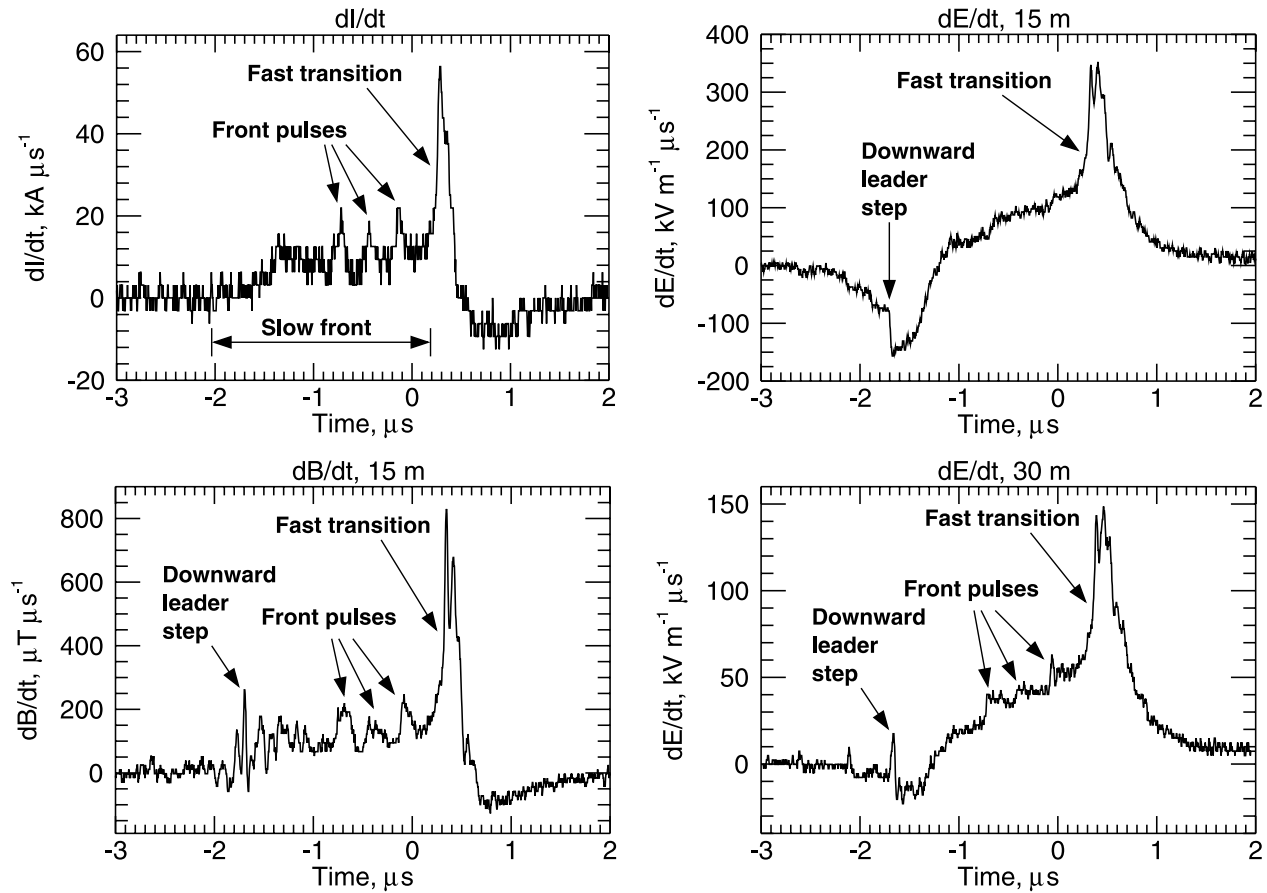 dI/dt
dI/dt, kA μs-1
60
40
20
0
-20
Fast transition
Front pulses
Slow front
-3 -2 -1 0 1 2
Time, μs
dE/dt, 15 m
dE/dt, kV m-1 μs-1
400
300
200
100
0
-100
-200
Fast transition
Downward
leader
step
-3 -2 -1 0 1 2
Time, μs
dB/dt, 15 m
dB/dt, μT μs-1
800
600
400
200
0
Fast transition
Downward
leader
step
Front pulses
-3 -2 -1 0 1 2
Time, μs
dE/dt, 30 m
dE/dt, kV m-1 μs-1
150
100
50
0
Fast transition
Front pulses
Downward
leader
step
-3 -2 -1 0 1 2
Time, μs